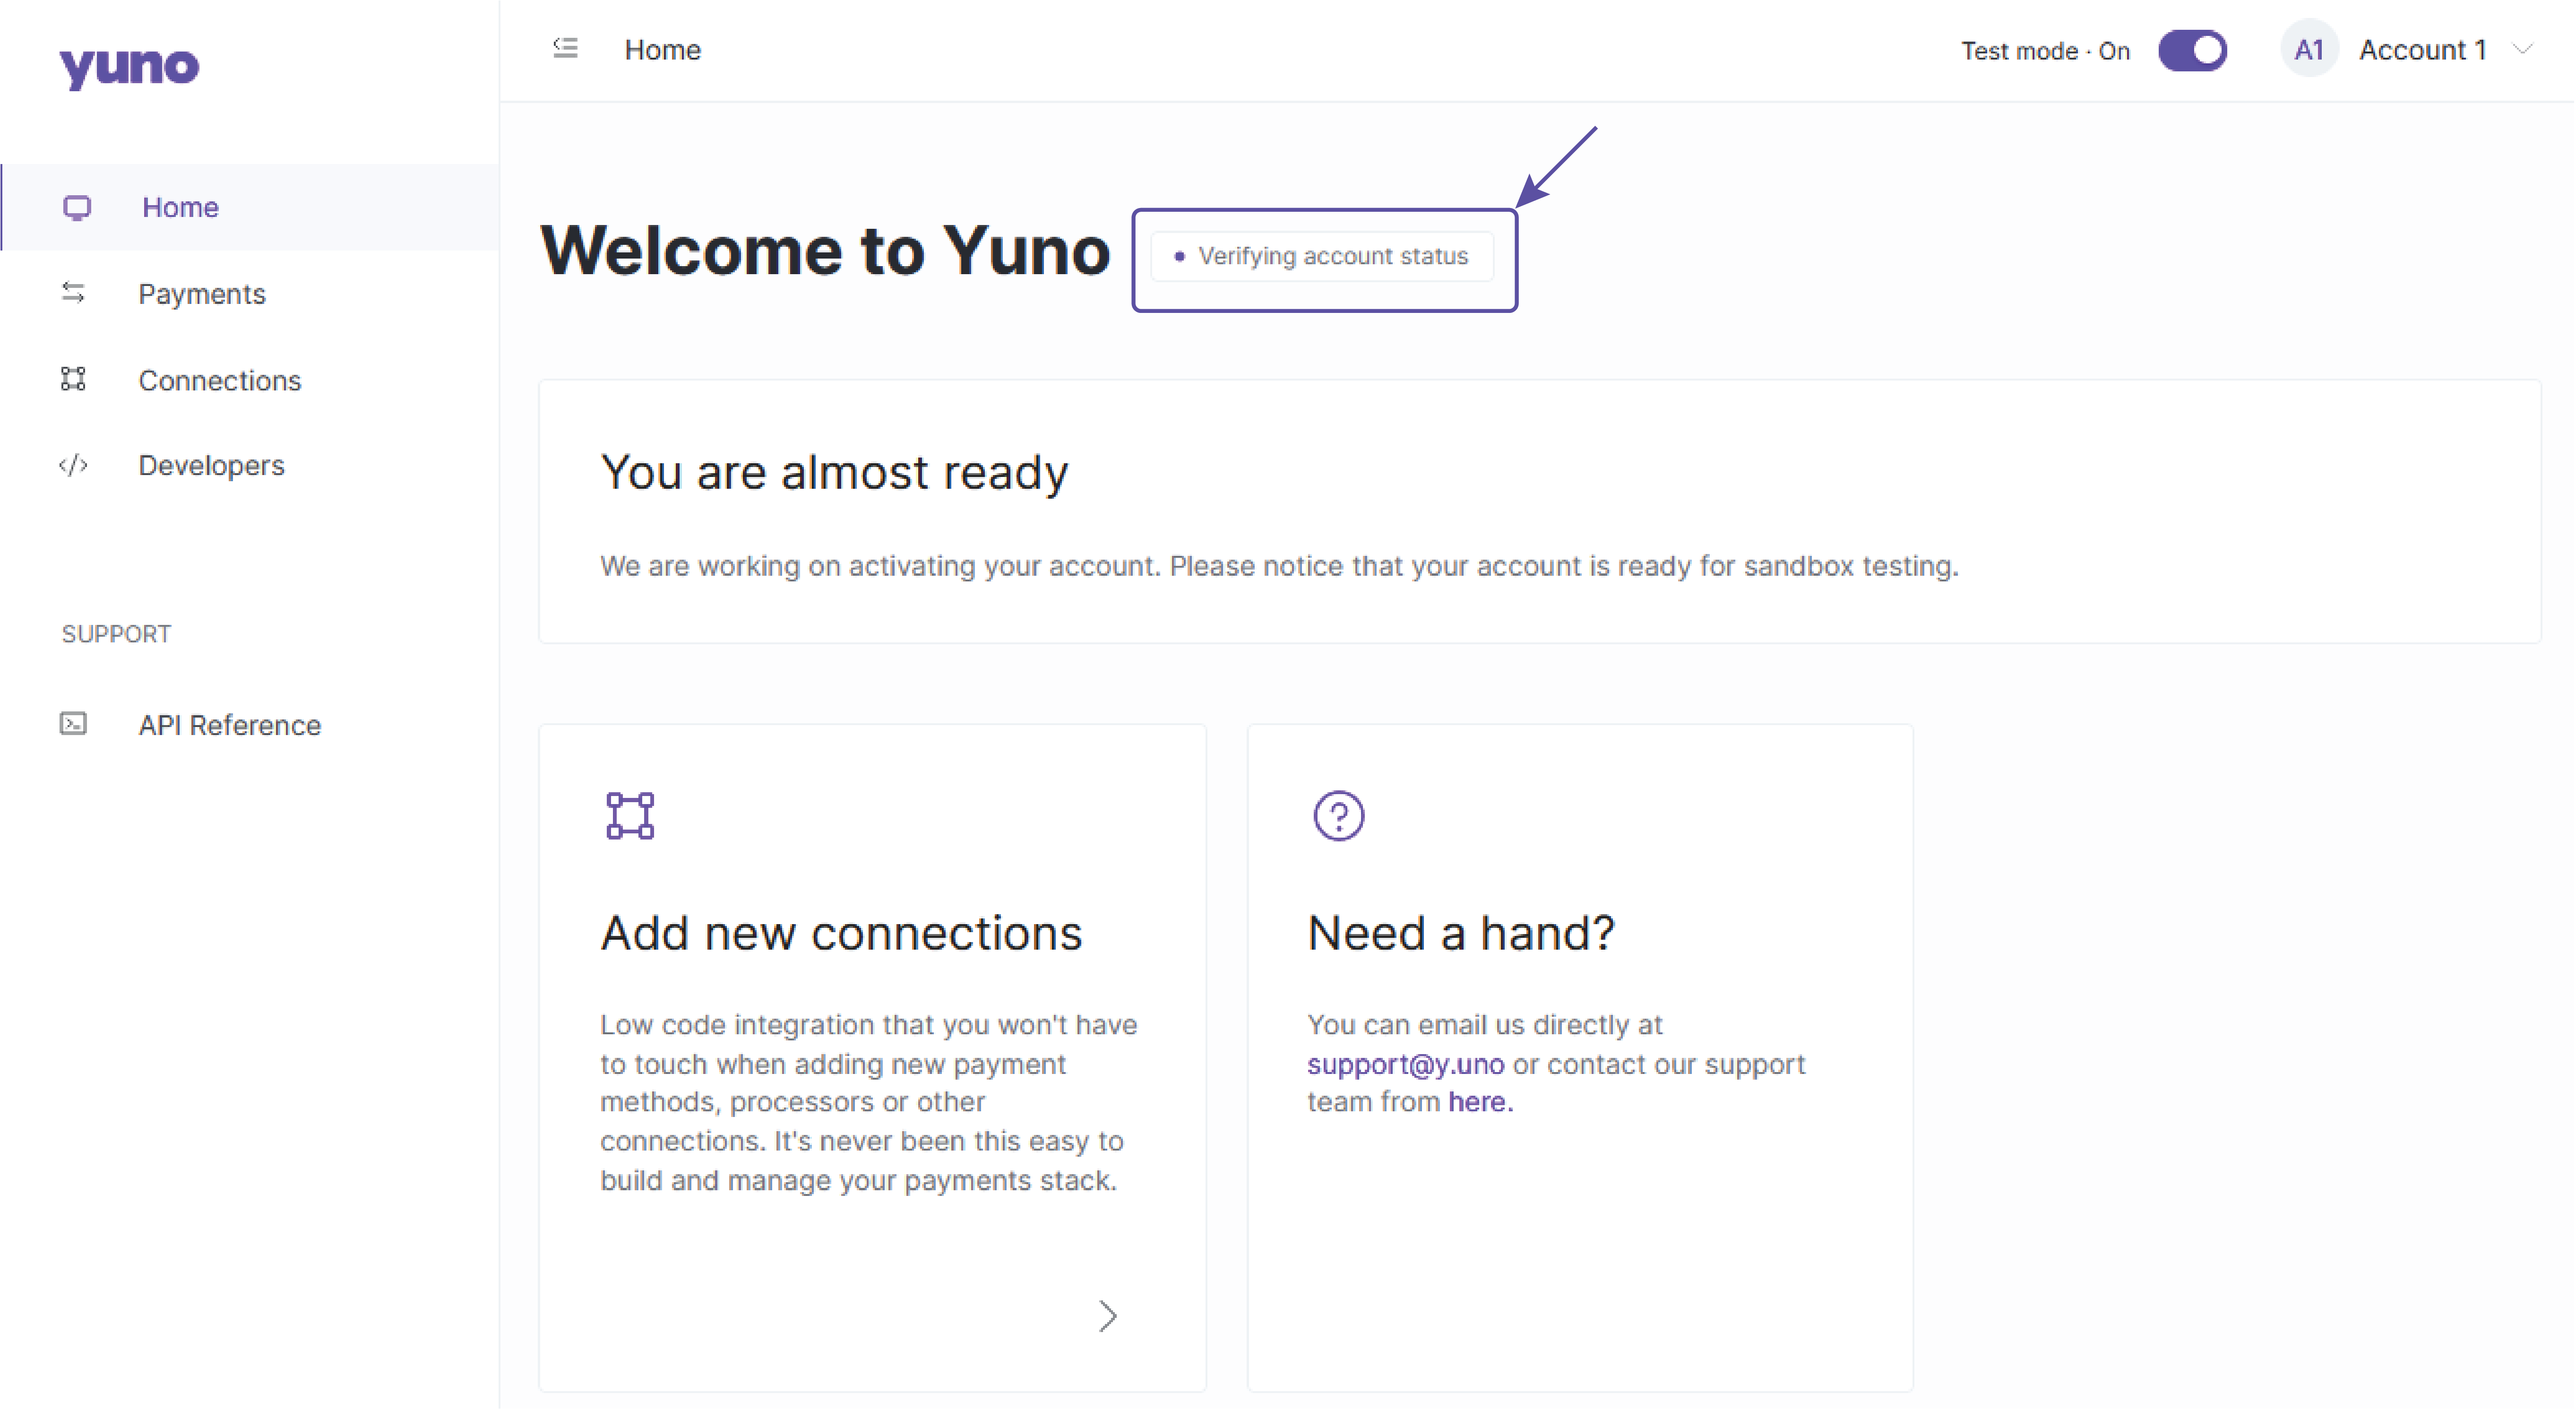 yuno
Home
Payments
Connections
Developers
SUPPORT
API Reference
Home
Test mode · On
A1
Account 1
Welcome to Yuno
Verifying account status
You are almost ready
We are working on activating your account. Please notice that your account is ready for sandbox testing.
Add new connections
Low code integration that you won't have
to touch when adding new payment
methods, processors or other
connections. It's never been this easy to
build and manage your payments stack.
Need a hand?
You can email us directly at
support@y.uno or contact our support
team from here.